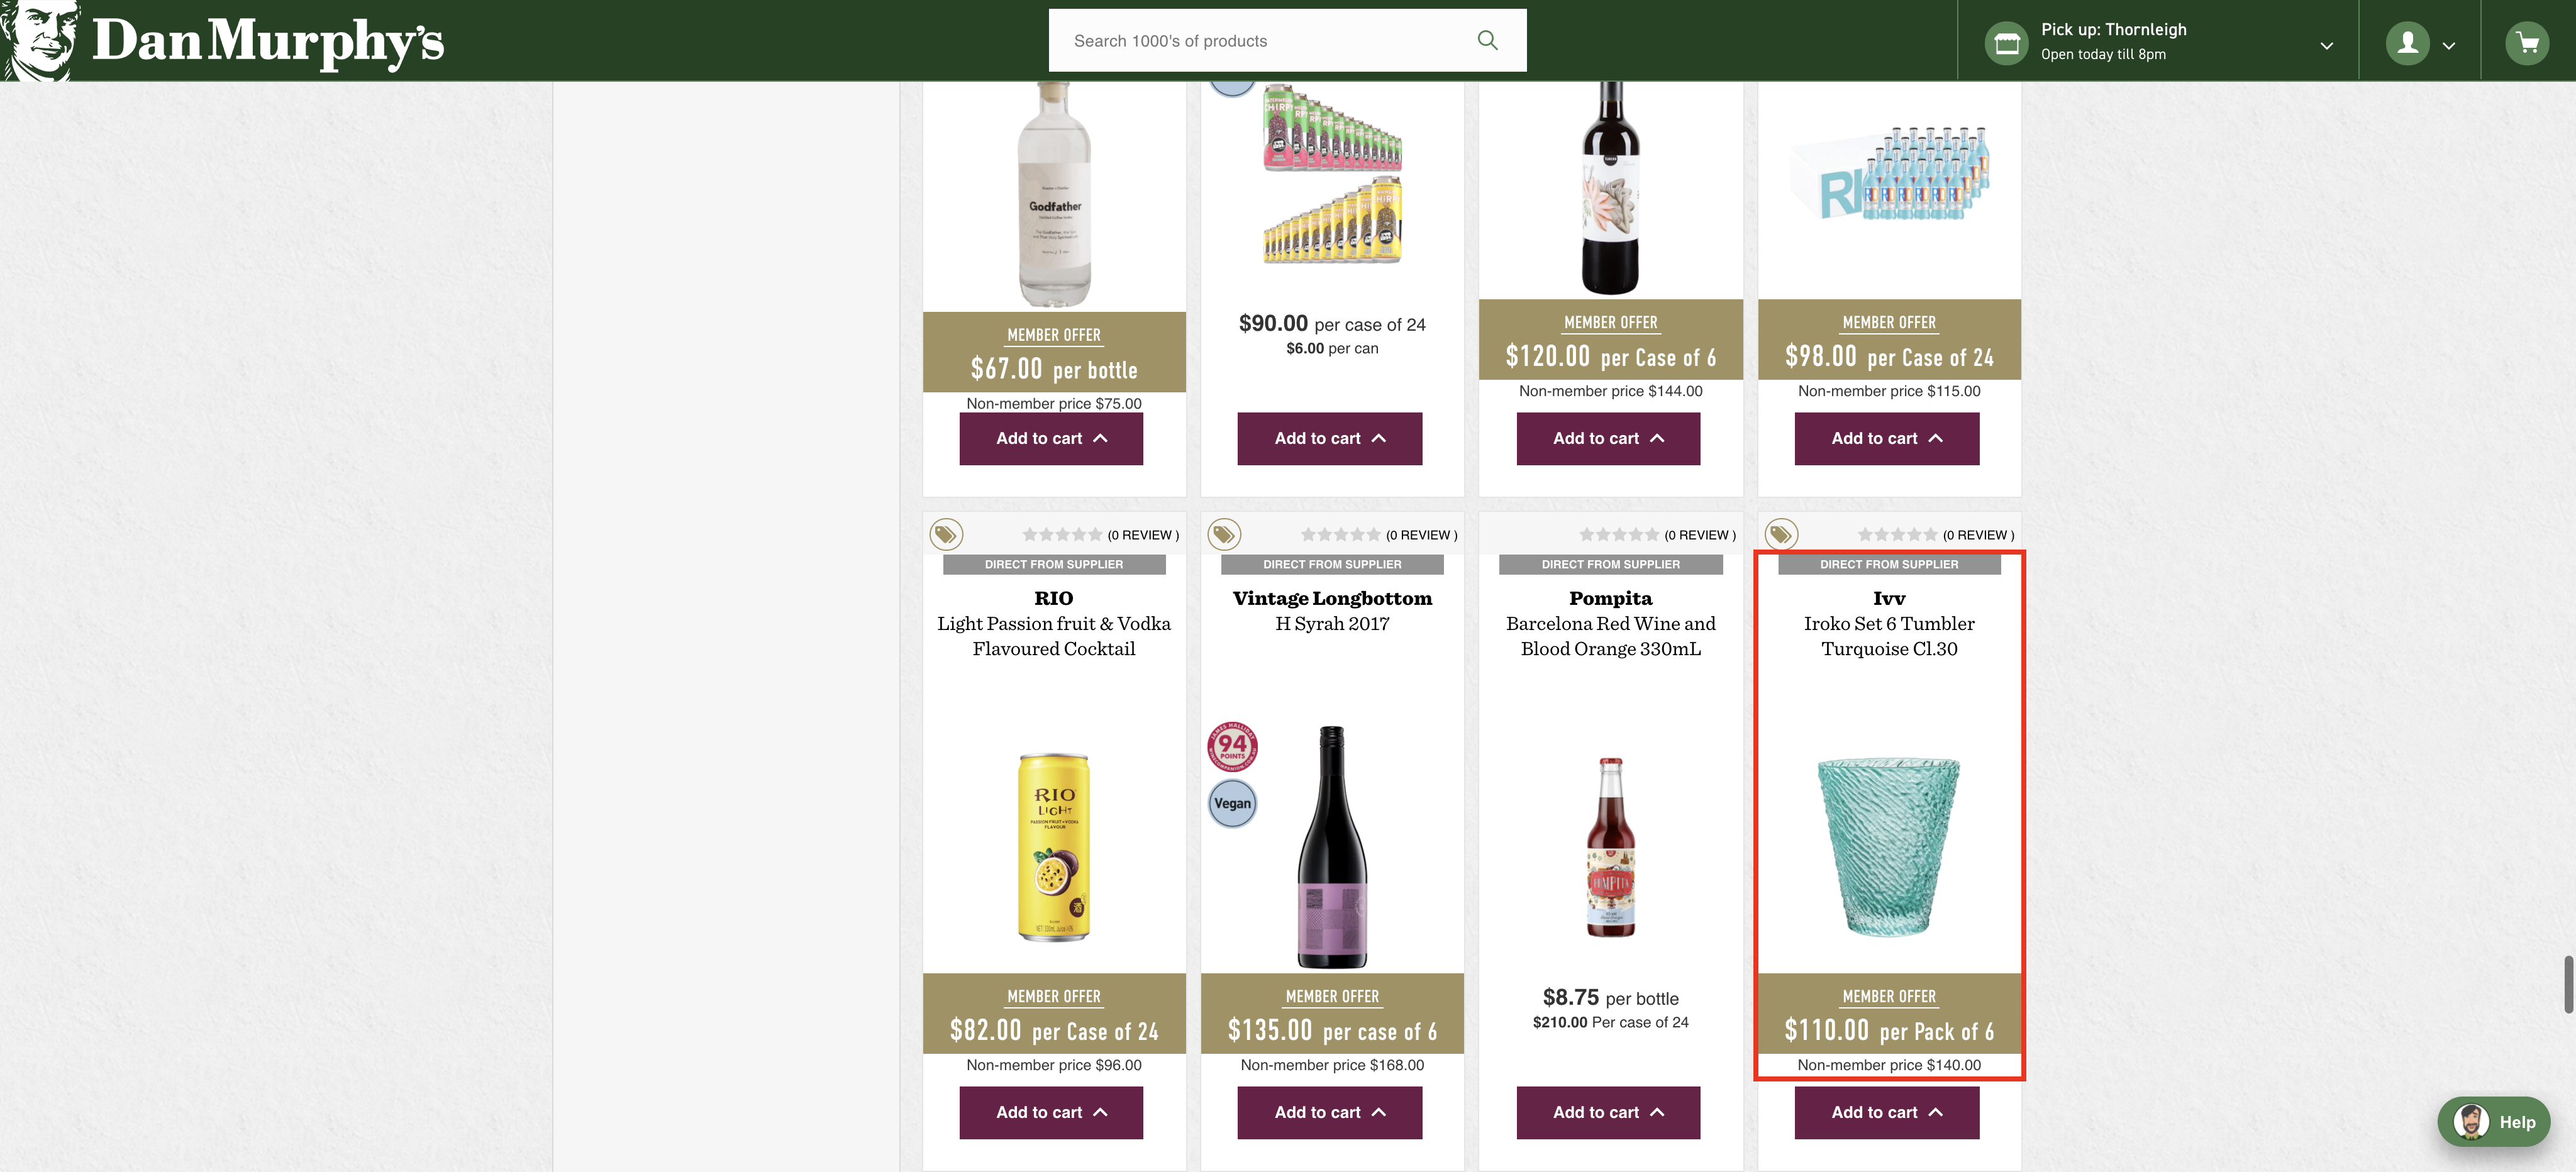 Dan Murphy's
Search 1000's of products
Pick up: Thornleigh
Open today till 8pm
Godfather
RIO
MEMBER OFFER
$67.00 per bottle
Non-member price $75.00
Add to cart
$90.00 per case of 24
$6.00 per can
Add to cart
MEMBER OFFER
$120.00 per Case of 6
Non-member price $144.00
Add to cart
MEMBER OFFER
$98.00 per Case of 24
Non-member price $115.00
Add to cart
(0 REVIEW )
DIRECT FROM SUPPLIER
RIO
Light Passion fruit & Vodka
Flavoured Cocktail
RIO
LIGHT
PASSION FRUIT+VODKA
FLAVOUR
MEMBER OFFER
$82.00 per Case of 24
Non-member price $96.00
Add to cart
(0 REVIEW )
DIRECT FROM SUPPLIER
Vintage Longbottom
H Syrah 2017
94
POINTS
Vegan
MEMBER OFFER
$135.00 per case of 6
Non-member price $168.00
Add to cart
(0 REVIEW )
DIRECT FROM SUPPLIER
Pompita
Barcelona Red Wine and
Blood Orange 330mL
POMPITA
$8.75 per bottle
$210.00 Per case of 24
Add to cart
(0 REVIEW )
DIRECT FROM SUPPLIER
Ivv
Iroko Set 6 Tumbler
Turquoise Cl.30
MEMBER OFFER
$110.00 per Pack of 6
Non-member price $140.00
Add to cart
Help